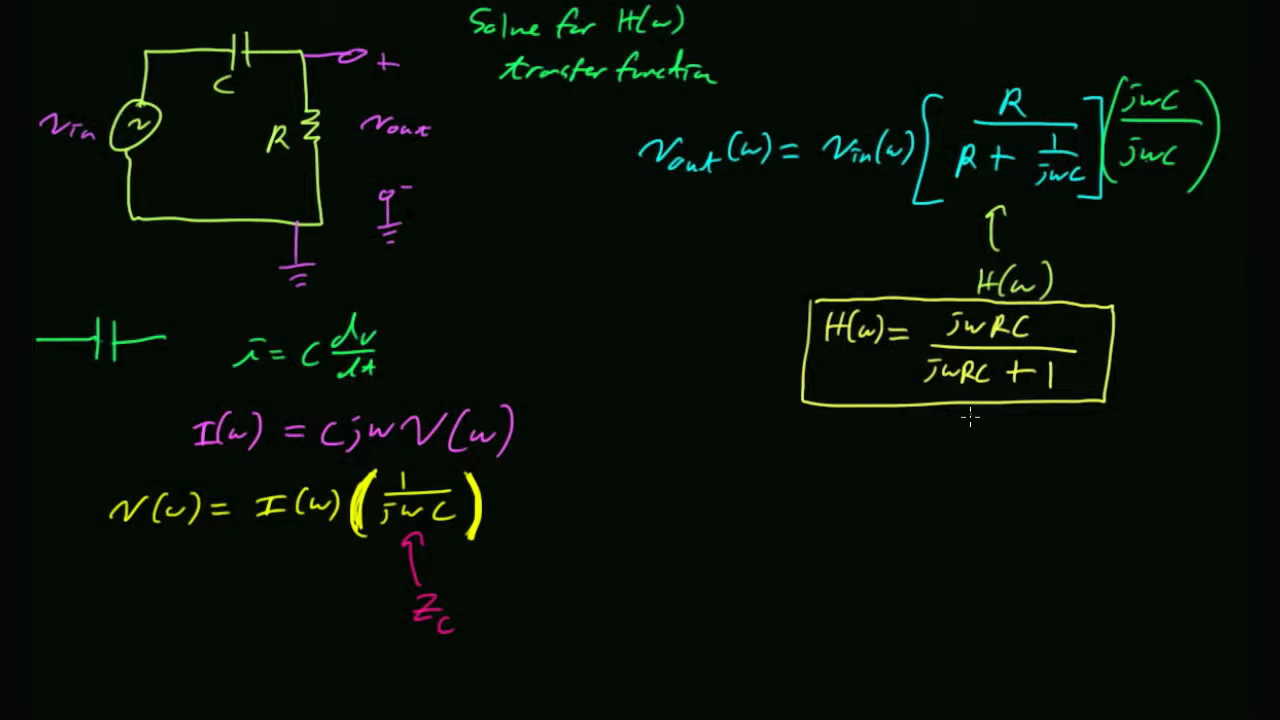 Solve for H(ω)
transfer function
C
+
Vin
R
Vout
-
Vout(ω) = Vin(ω) [ R / (R + 1/jωC) ] ( jωC / jωC )
H(ω)
H(ω) = jωRC / (jωRC + 1)
i = C dv/dt
I(ω) = CjωV(ω)
V(ω) = I(ω) ( 1 / jωC )
Zc